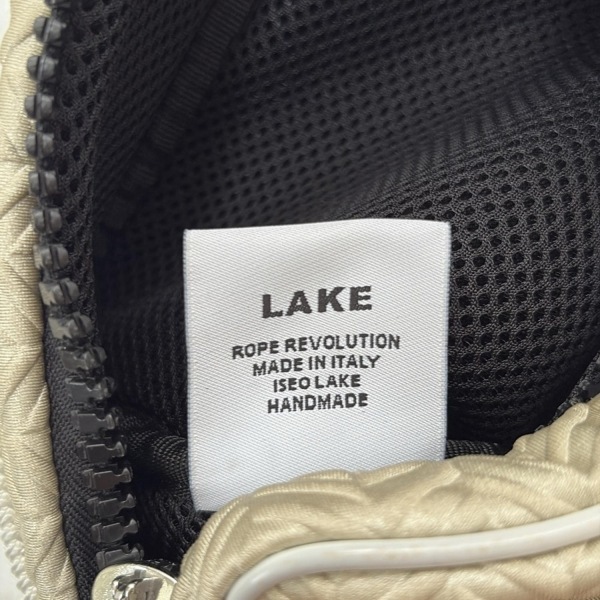 LAKE
ROPE REVOLUTION
MADE IN ITALY
ISEO LAKE
HANDMADE